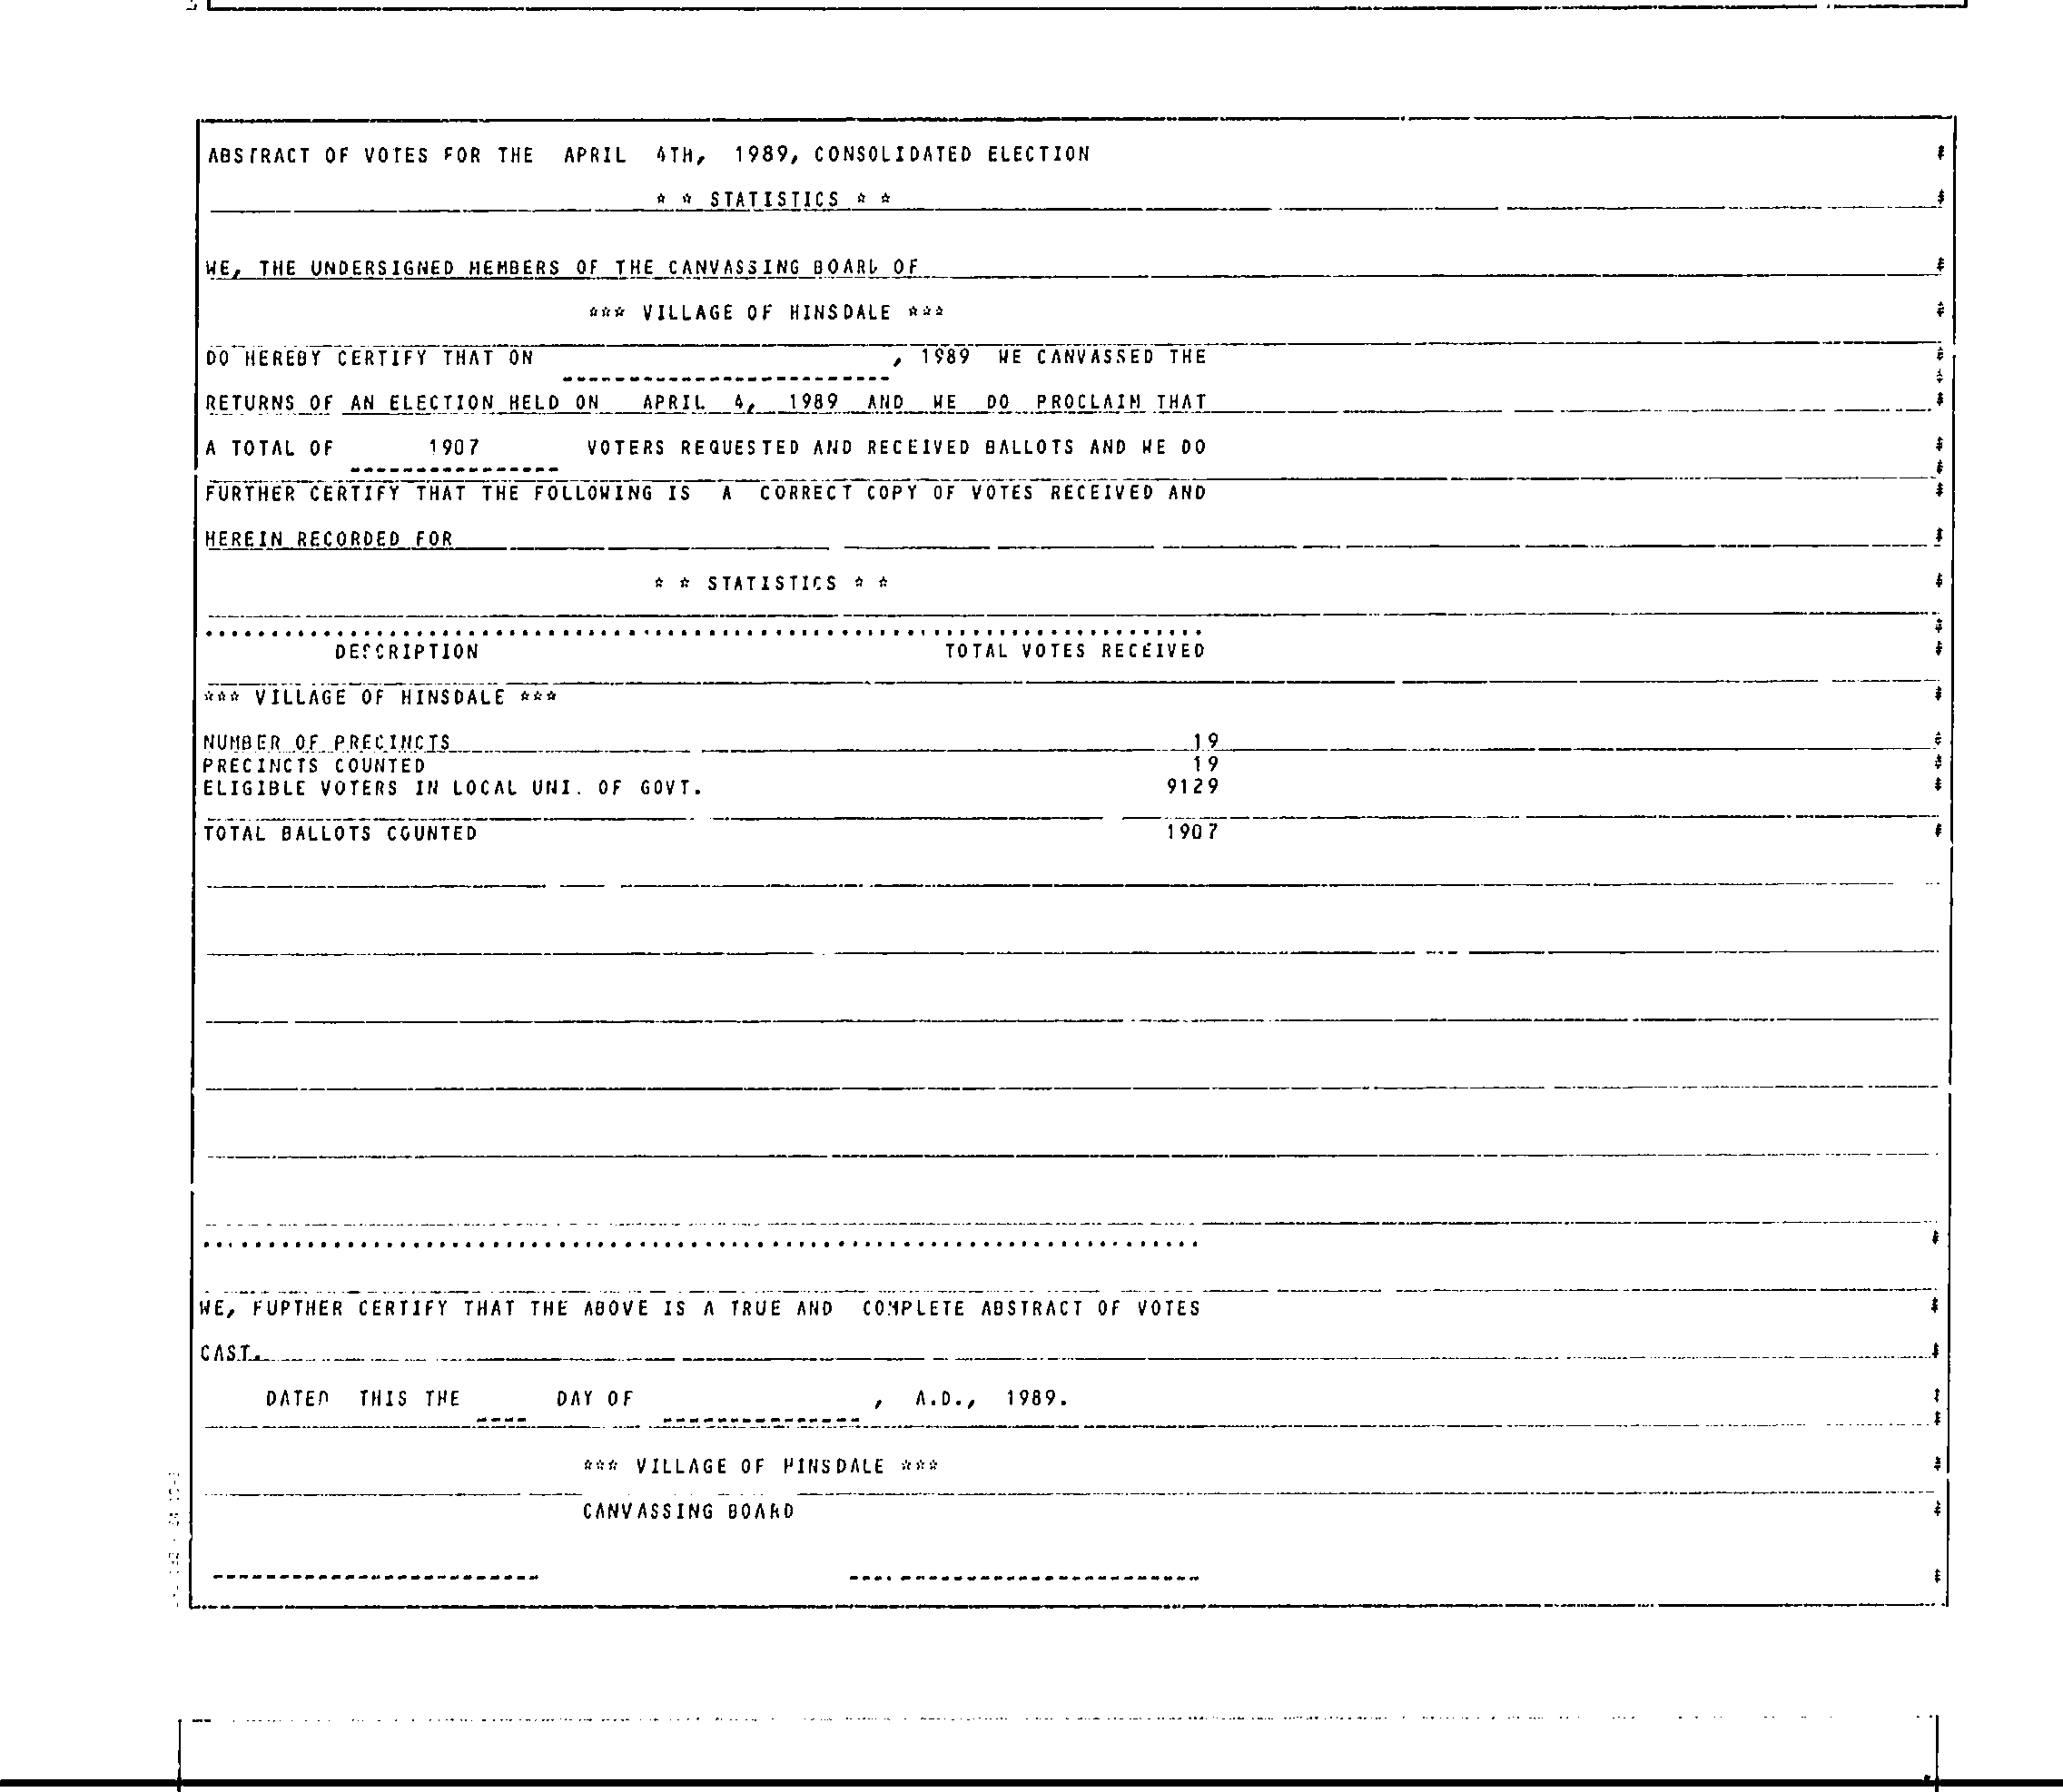 ABSTRACT OF VOTES FOR THE APRIL 4TH, 1989, CONSOLIDATED ELECTION
* * STATISTICS * *
WE, THE UNDERSIGNED MEMBERS OF THE CANVASSING BOARD OF
*** VILLAGE OF HINSDALE ***
DO HEREBY CERTIFY THAT ON , 1989 WE CANVASSED THE
RETURNS OF AN ELECTION HELD ON APRIL 4, 1989 AND WE DO PROCLAIM THAT
A TOTAL OF 1907 VOTERS REQUESTED AND RECEIVED BALLOTS AND WE DO
FURTHER CERTIFY THAT THE FOLLOWING IS A CORRECT COPY OF VOTES RECEIVED AND
HEREIN RECORDED FOR
* * STATISTICS * *
DESCRIPTION TOTAL VOTES RECEIVED
*** VILLAGE OF HINSDALE ***
NUMBER OF PRECINCTS 19
PRECINCTS COUNTED 19
ELIGIBLE VOTERS IN LOCAL UNI. OF GOVT. 9129
TOTAL BALLOTS COUNTED 1907
WE, FURTHER CERTIFY THAT THE ABOVE IS A TRUE AND COMPLETE ABSTRACT OF VOTES
CAST.
DATED THIS THE ---- DAY OF ---------------, A.D., 1989.
*** VILLAGE OF HINSDALE ***
CANVASSING BOARD